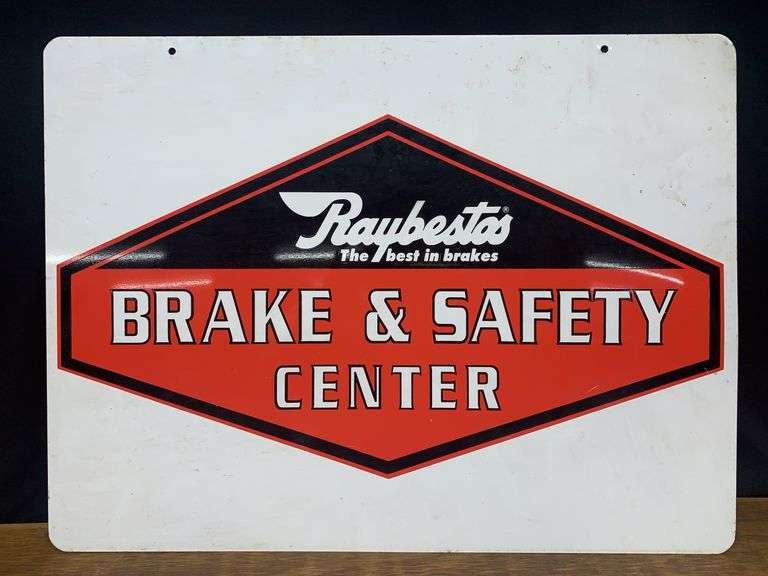 Raybestos®
The best in brakes
BRAKE & SAFETY
CENTER